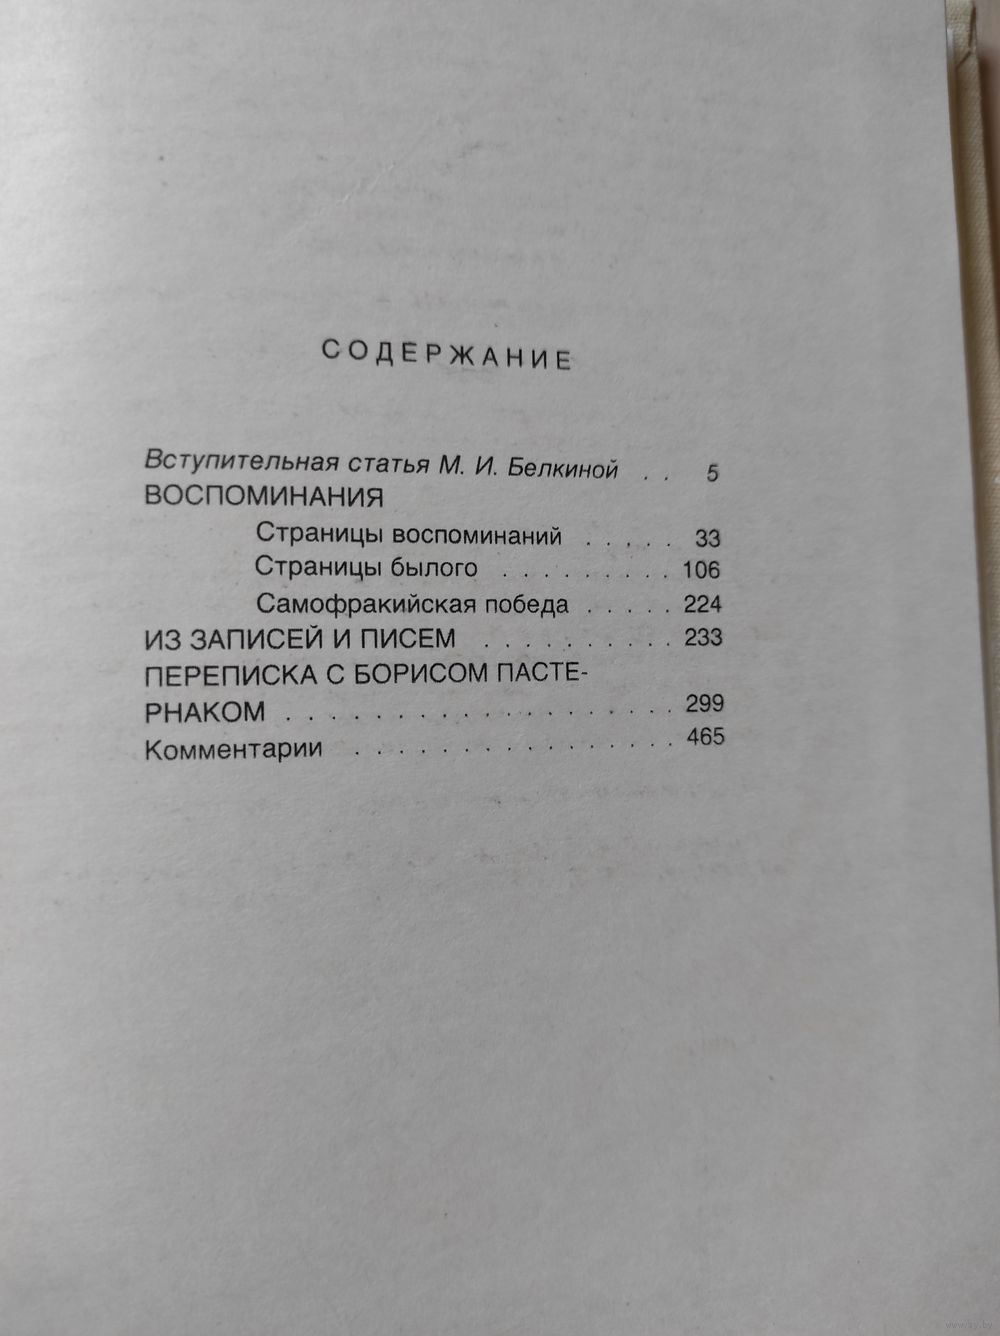 СОДЕРЖАНИЕ
Вступительная статья М. И. Белкиной . . 5
ВОСПОМИНАНИЯ
Страницы воспоминаний . . . . . 33
Страницы былого . . . . . . . . . 106
Самофракийская победа . . . . . 224
ИЗ ЗАПИСЕЙ И ПИСЕМ . . . . . . . . . 233
ПЕРЕПИСКА С БОРИСОМ ПАСТЕ-
РНАКОМ . . . . . . . . . . . . . . . . . . 299
Комментарии . . . . . . . . . . . . . . . 465